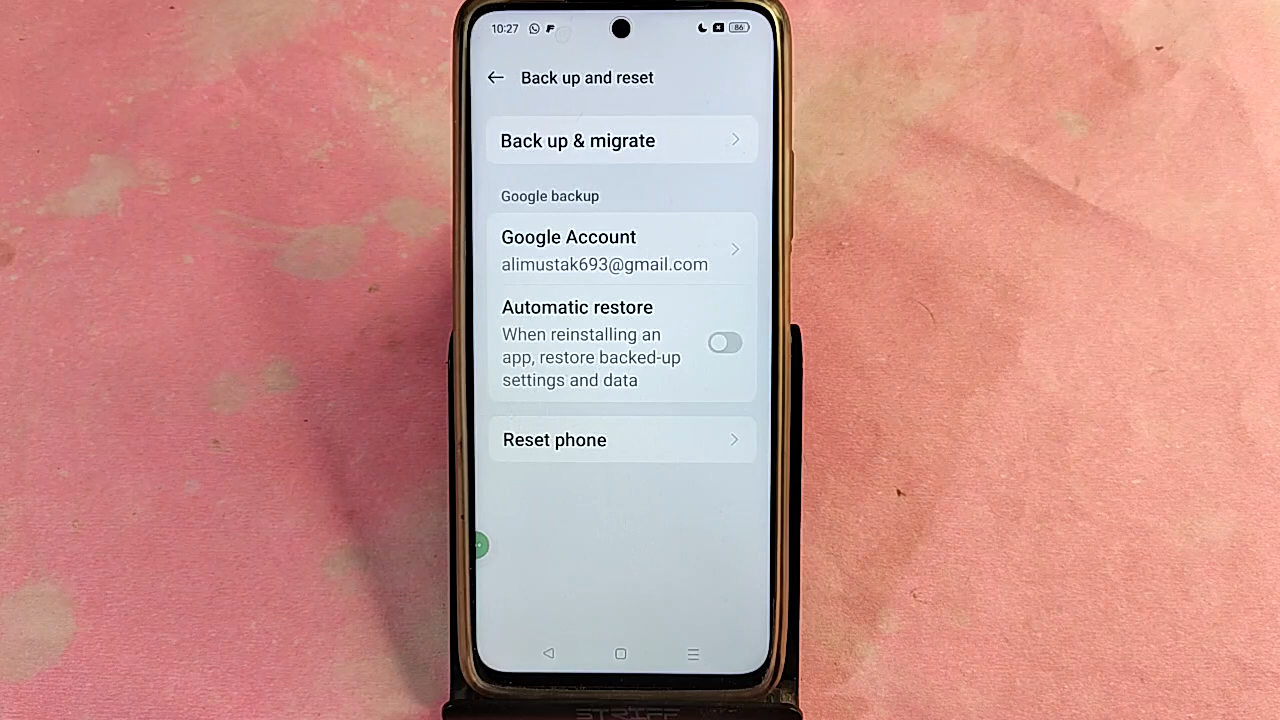 10:27
86
Back up and reset
Back up & migrate
Google backup
Google Account
alimustak693@gmail.com
Automatic restore
When reinstalling an
app, restore backed-up
settings and data
Reset phone